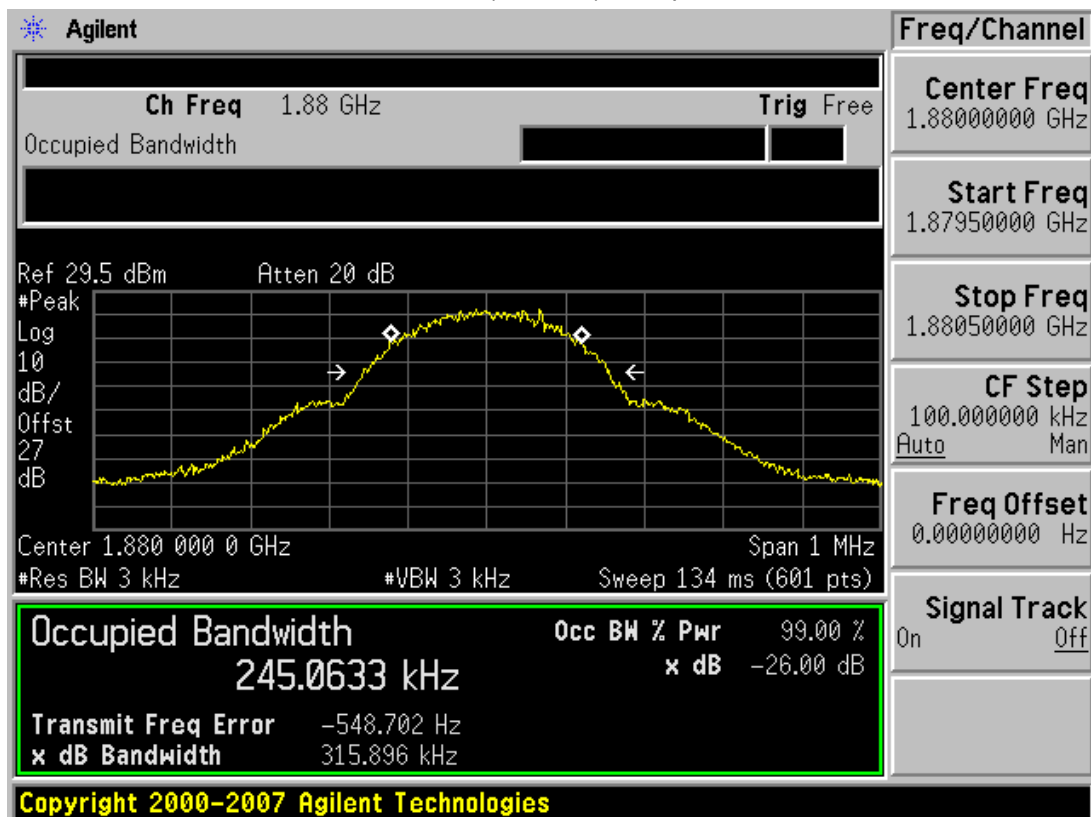 Agilent
Freq/Channel
Ch Freq 1.88 GHz Trig Free
Occupied Bandwidth
Center Freq
1.88000000 GHz
Start Freq
1.87950000 GHz
Stop Freq
1.88050000 GHz
CF Step
100.000000 kHz
Auto Man
Freq Offset
0.00000000 Hz
Signal Track
On Off
Ref 29.5 dBm Atten 20 dB
#Peak
Log
10
dB/
Offst
27
dB
Center 1.880 000 0 GHz Span 1 MHz
#Res BW 3 kHz #VBW 3 kHz Sweep 134 ms (601 pts)
Occupied Bandwidth Occ BW % Pwr 99.00 %
245.0633 kHz x dB -26.00 dB
Transmit Freq Error -548.702 Hz
x dB Bandwidth 315.896 kHz
Copyright 2000-2007 Agilent Technologies